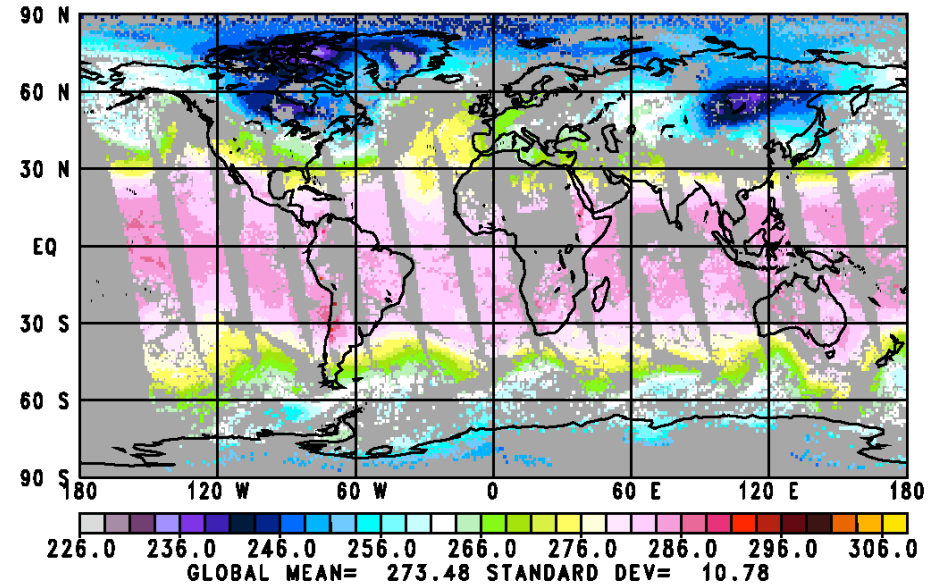 90 N
60 N
30 N
EQ
30 S
60 S
90 S
180 120 W 60 W 0 60 E 120 E 180
226.0 236.0 246.0 256.0 266.0 276.0 286.0 296.0 306.0
GLOBAL MEAN= 273.48 STANDARD DEV= 10.78